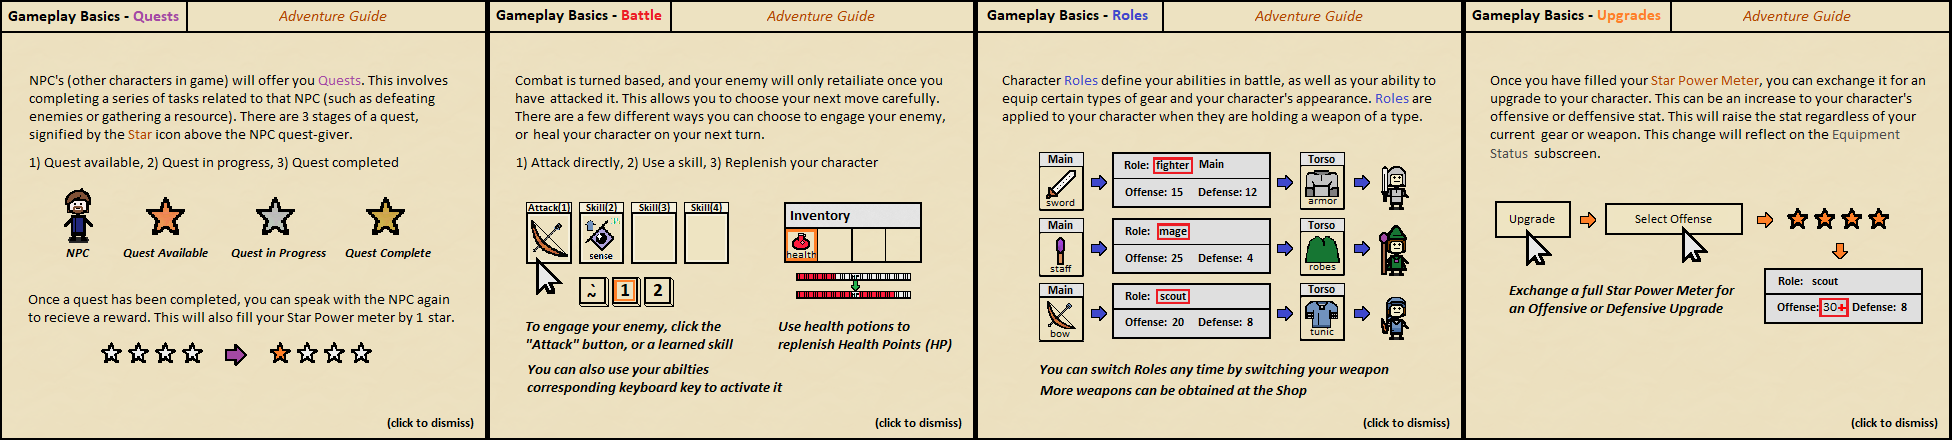 Gameplay Basics - Quests
Adventure Guide
NPC's (other characters in game) will offer you Quests. This involves
completing a series of tasks related to that NPC (such as defeating
enemies or gathering a resource). There are 3 stages of a quest,
signified by the Star icon above the NPC quest-giver.
1) Quest available, 2) Quest in progress, 3) Quest completed
NPC
Quest Available
Quest in Progress
Quest Complete
Once a quest has been completed, you can speak with the NPC again
to recieve a reward. This will also fill your Star Power meter by 1 star.
(click to dismiss)
Gameplay Basics - Battle
Adventure Guide
Combat is turned based, and your enemy will only retailiate once you
have attacked it. This allows you to choose your next move carefully.
There are a few different ways you can choose to engage your enemy,
or heal your character on your next turn.
1) Attack directly, 2) Use a skill, 3) Replenish your character
Attack(1)
Skill(2)
Skill(3)
Skill(4)
sense
Inventory
health
~
1
2
To engage your enemy, click the
"Attack" button, or a learned skill
You can also use your abilties
corresponding keyboard key to activate it
Use health potions to
replenish Health Points (HP)
(click to dismiss)
Gameplay Basics - Roles
Adventure Guide
Character Roles define your abilities in battle, as well as your ability to
equip certain types of gear and your character's appearance. Roles are
applied to your character when they are holding a weapon of a type.
Main
sword
Role: fighter Main
Offense: 15 Defense: 12
Torso
armor
Main
staff
Role: mage
Offense: 25 Defense: 4
Torso
robes
Main
bow
Role: scout
Offense: 20 Defense: 8
Torso
tunic
You can switch Roles any time by switching your weapon
More weapons can be obtained at the Shop
(click to dismiss)
Gameplay Basics - Upgrades
Adventure Guide
Once you have filled your Star Power Meter, you can exchange it for an
upgrade to your character. This can be an increase to your character's
offensive or deffensive stat. This will raise the stat regardless of your
current gear or weapon. This change will reflect on the Equipment
Status subscreen.
Upgrade
Select Offense
Exchange a full Star Power Meter for
an Offensive or Defensive Upgrade
Role: scout
Offense: 30+ Defense: 8
(click to dismiss)